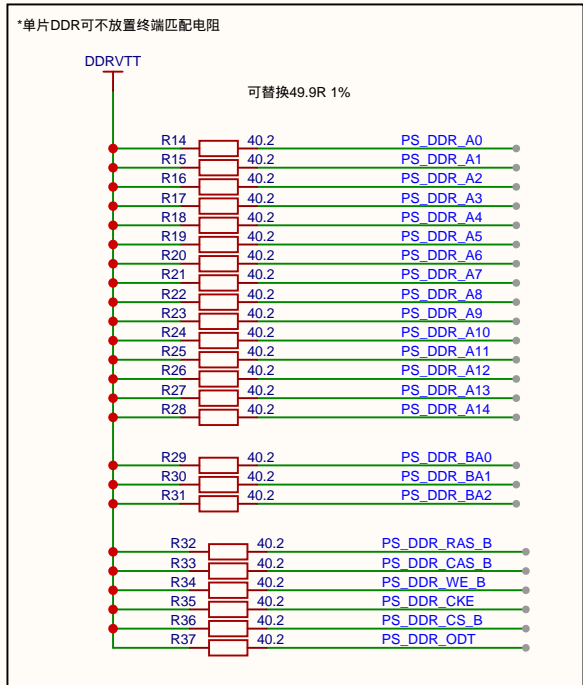 *单片DDR可不放置终端匹配电阻
DDRVTT
可替换49.9R 1%
R14 40.2 PS_DDR_A0
R15 40.2 PS_DDR_A1
R16 40.2 PS_DDR_A2
R17 40.2 PS_DDR_A3
R18 40.2 PS_DDR_A4
R19 40.2 PS_DDR_A5
R20 40.2 PS_DDR_A6
R21 40.2 PS_DDR_A7
R22 40.2 PS_DDR_A8
R23 40.2 PS_DDR_A9
R24 40.2 PS_DDR_A10
R25 40.2 PS_DDR_A11
R26 40.2 PS_DDR_A12
R27 40.2 PS_DDR_A13
R28 40.2 PS_DDR_A14
R29 40.2 PS_DDR_BA0
R30 40.2 PS_DDR_BA1
R31 40.2 PS_DDR_BA2
R32 40.2 PS_DDR_RAS_B
R33 40.2 PS_DDR_CAS_B
R34 40.2 PS_DDR_WE_B
R35 40.2 PS_DDR_CKE
R36 40.2 PS_DDR_CS_B
R37 40.2 PS_DDR_ODT